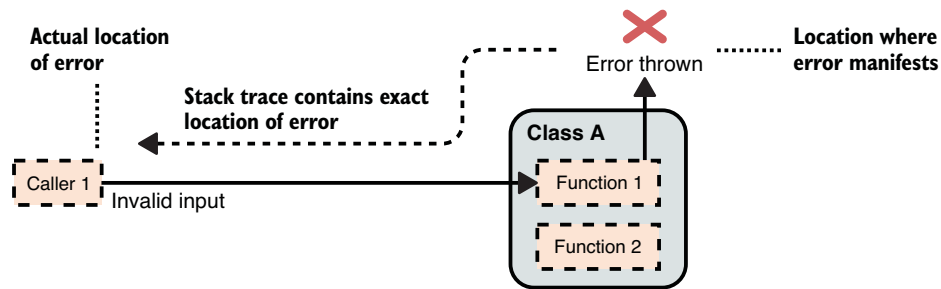 Actual location
of error
Error thrown
Location where
error manifests
Stack trace contains exact
location of error
Class A
Caller 1
Invalid input
Function 1
Function 2